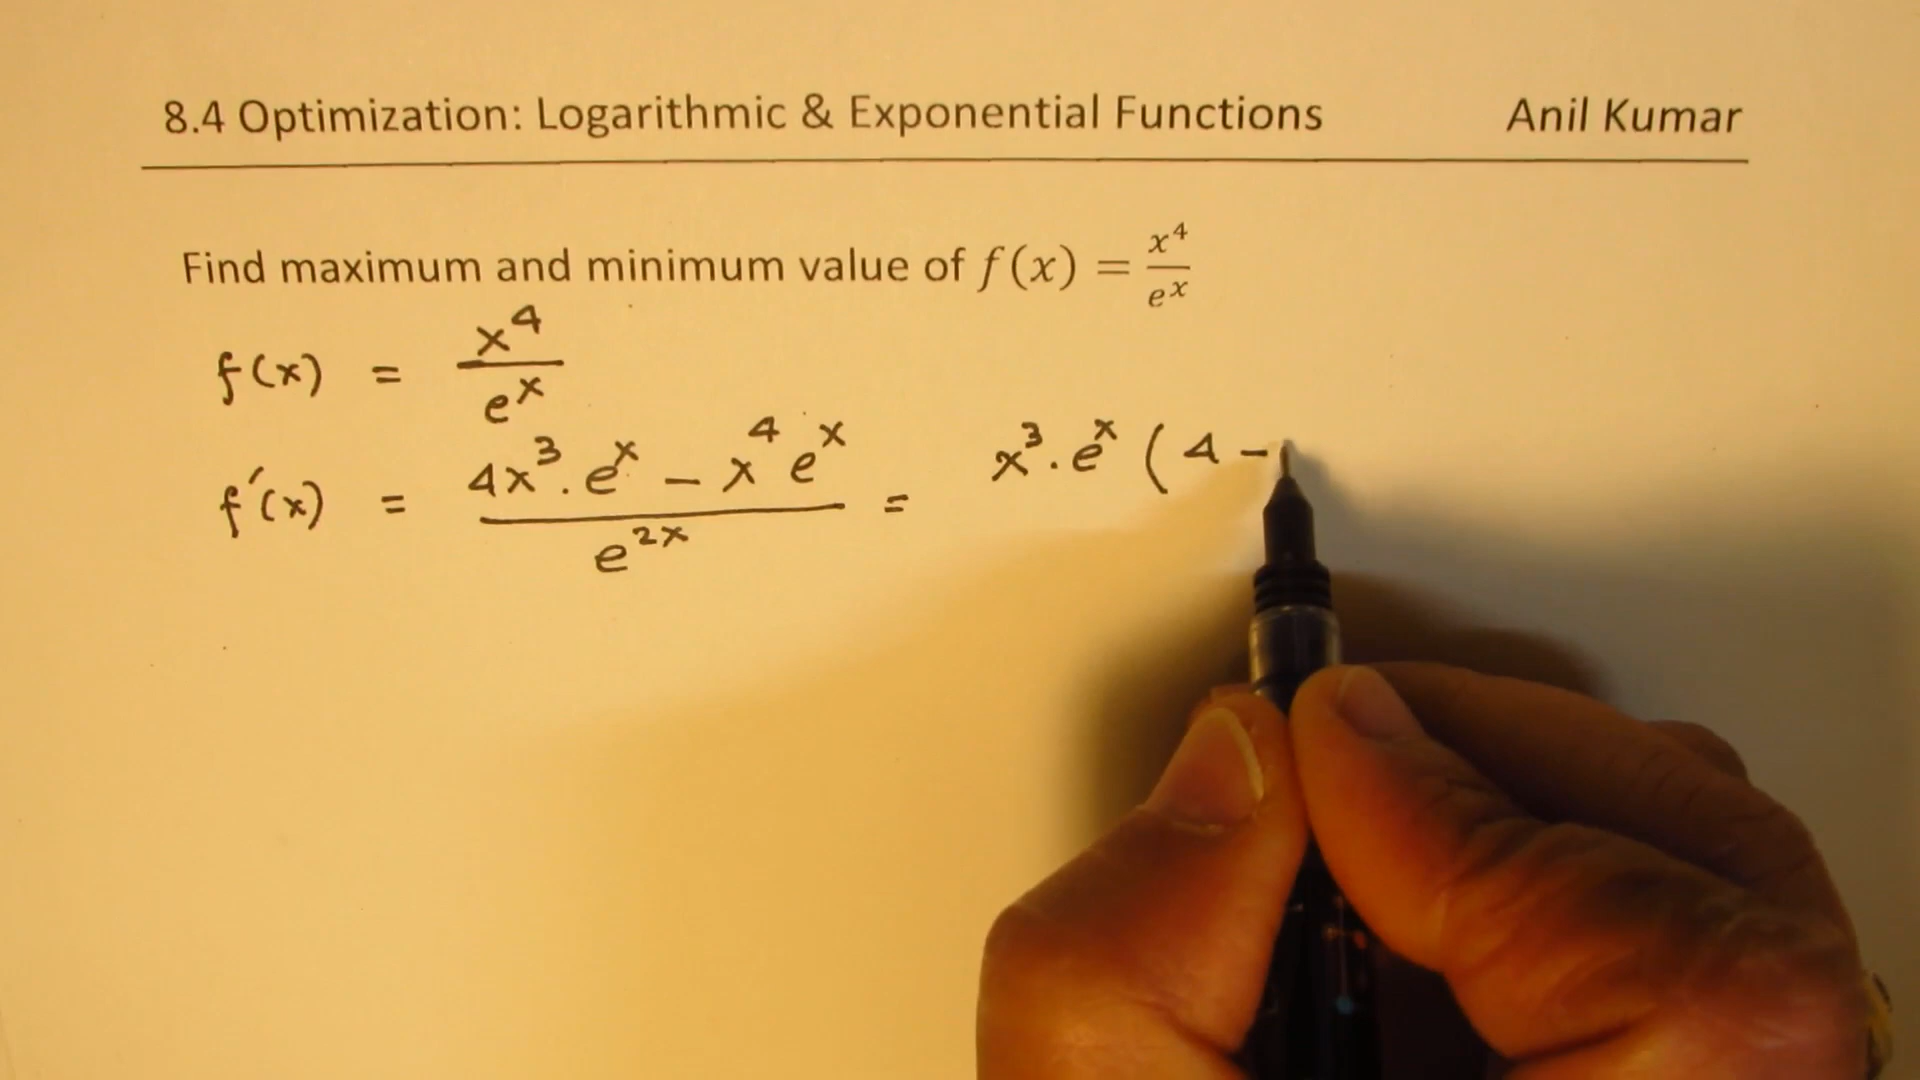 8.4 Optimization: Logarithmic & Exponential Functions Anil Kumar
Find maximum and minimum value of f(x) = x⁴/eˣ
f(x) = x⁴/eˣ
f′(x) = (4x³·eˣ − x⁴eˣ)/e²ˣ = x³·eˣ(4 −